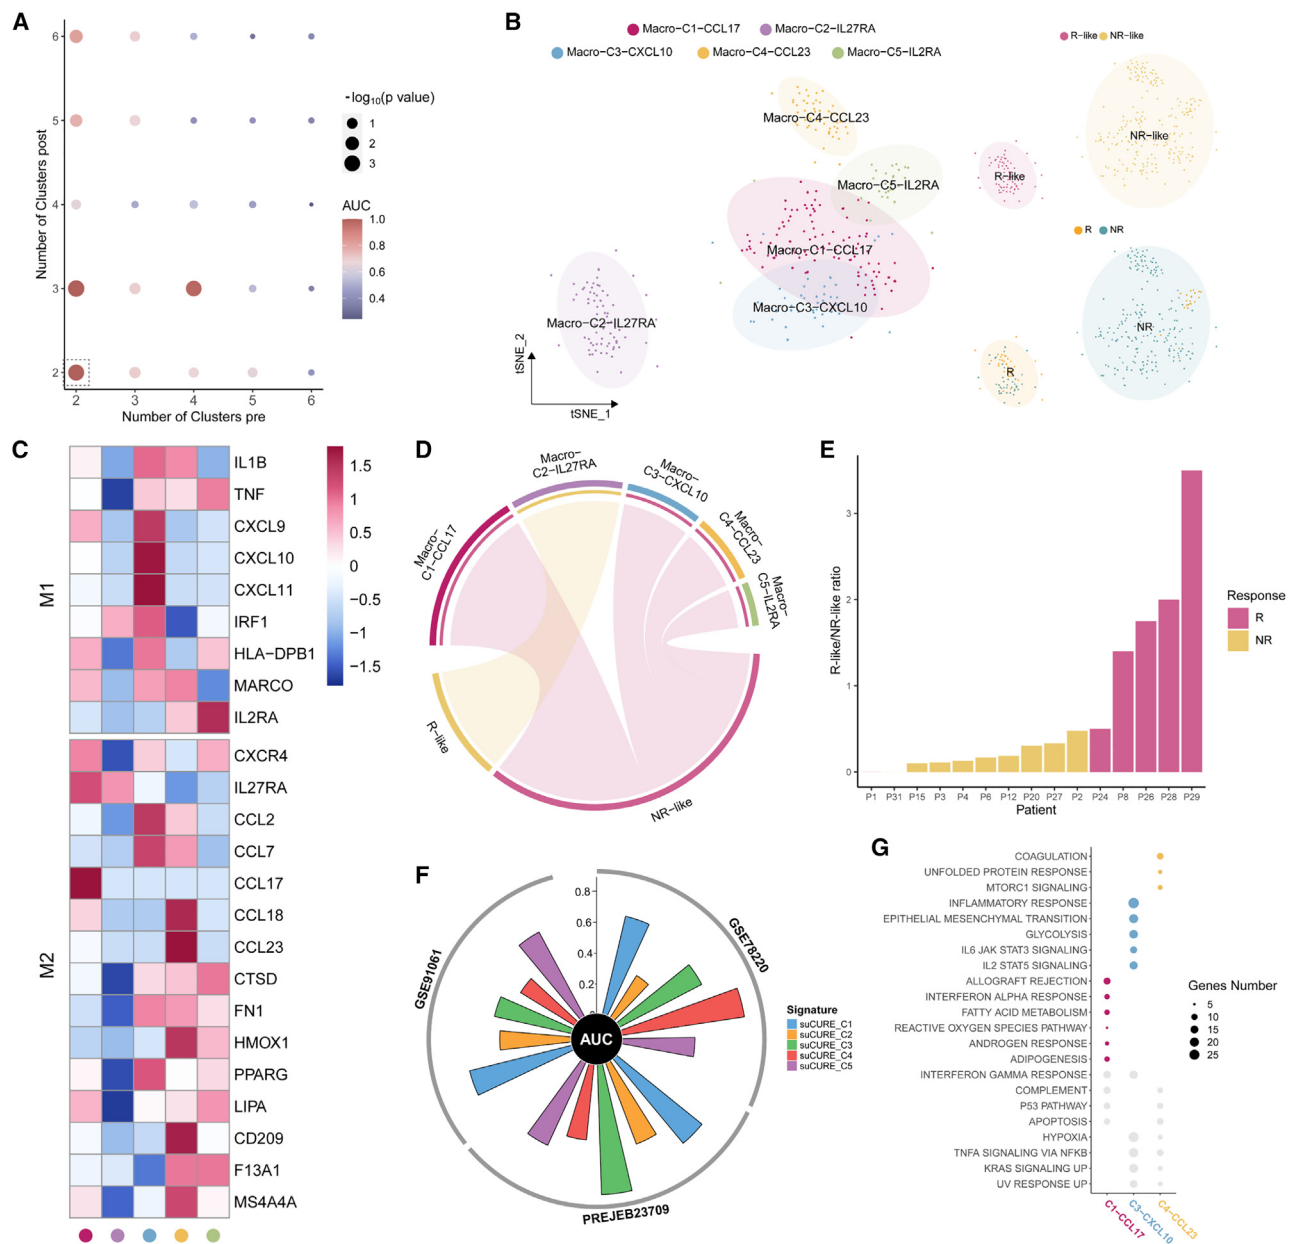 A
Number of Clusters post
6
5
4
3
2
2 3 4 5 6
Number of Clusters pre
-log10(p value)
1
2
3
AUC
1.0
0.8
0.6
0.4
B
Macro-C1-CCL17 Macro-C2-IL27RA
Macro-C3-CXCL10 Macro-C4-CCL23 Macro-C5-IL2RA
Macro-C4-CCL23
Macro-C5-IL2RA
Macro-C1-CCL17
Macro-C3-CXCL10
Macro-C2-IL27RA
tSNE_2
tSNE_1
R-like NR-like
NR-like
R-like
R NR
NR
R
C
M1
IL1B
TNF
CXCL9
CXCL10
CXCL11
IRF1
HLA-DPB1
MARCO
IL2RA
M2
CXCR4
IL27RA
CCL2
CCL7
CCL17
CCL18
CCL23
CTSD
FN1
HMOX1
PPARG
LIPA
CD209
F13A1
MS4A4A
1.5
1
0.5
0
-0.5
-1
-1.5
D
Macro-
C1-CCL17
Macro-
C2-IL27RA
Macro-
C3-CXCL10
Macro-
C4-CCL23
Macro-
C5-IL2RA
R-like
NR-like
E
R-like/NR-like ratio
3
2
1
0
P1 P31 P15 P3 P4 P6 P12 P20 P27 P2 P24 P8 P26 P28 P29
Patient
Response
R
NR
F
0.8
0.6
0.4
0.2
0
AUC
GSE91061
GSE78220
PREJEB23709
Signature
suCURE_C1
suCURE_C2
suCURE_C3
suCURE_C4
suCURE_C5
G
COAGULATION
UNFOLDED PROTEIN RESPONSE
MTORC1 SIGNALING
INFLAMMATORY RESPONSE
EPITHELIAL MESENCHYMAL TRANSITION
GLYCOLYSIS
IL6 JAK STAT3 SIGNALING
IL2 STAT5 SIGNALING
ALLOGRAFT REJECTION
INTERFERON ALPHA RESPONSE
FATTY ACID METABOLISM
REACTIVE OXYGEN SPECIES PATHWAY
ANDROGEN RESPONSE
ADIPOGENESIS
INTERFERON GAMMA RESPONSE
COMPLEMENT
P53 PATHWAY
APOPTOSIS
HYPOXIA
TNFA SIGNALING VIA NFKB
KRAS SIGNALING UP
UV RESPONSE UP
C1-CCL17
C3-CXCL10
C4-CCL23
Genes Number
5
10
15
20
25